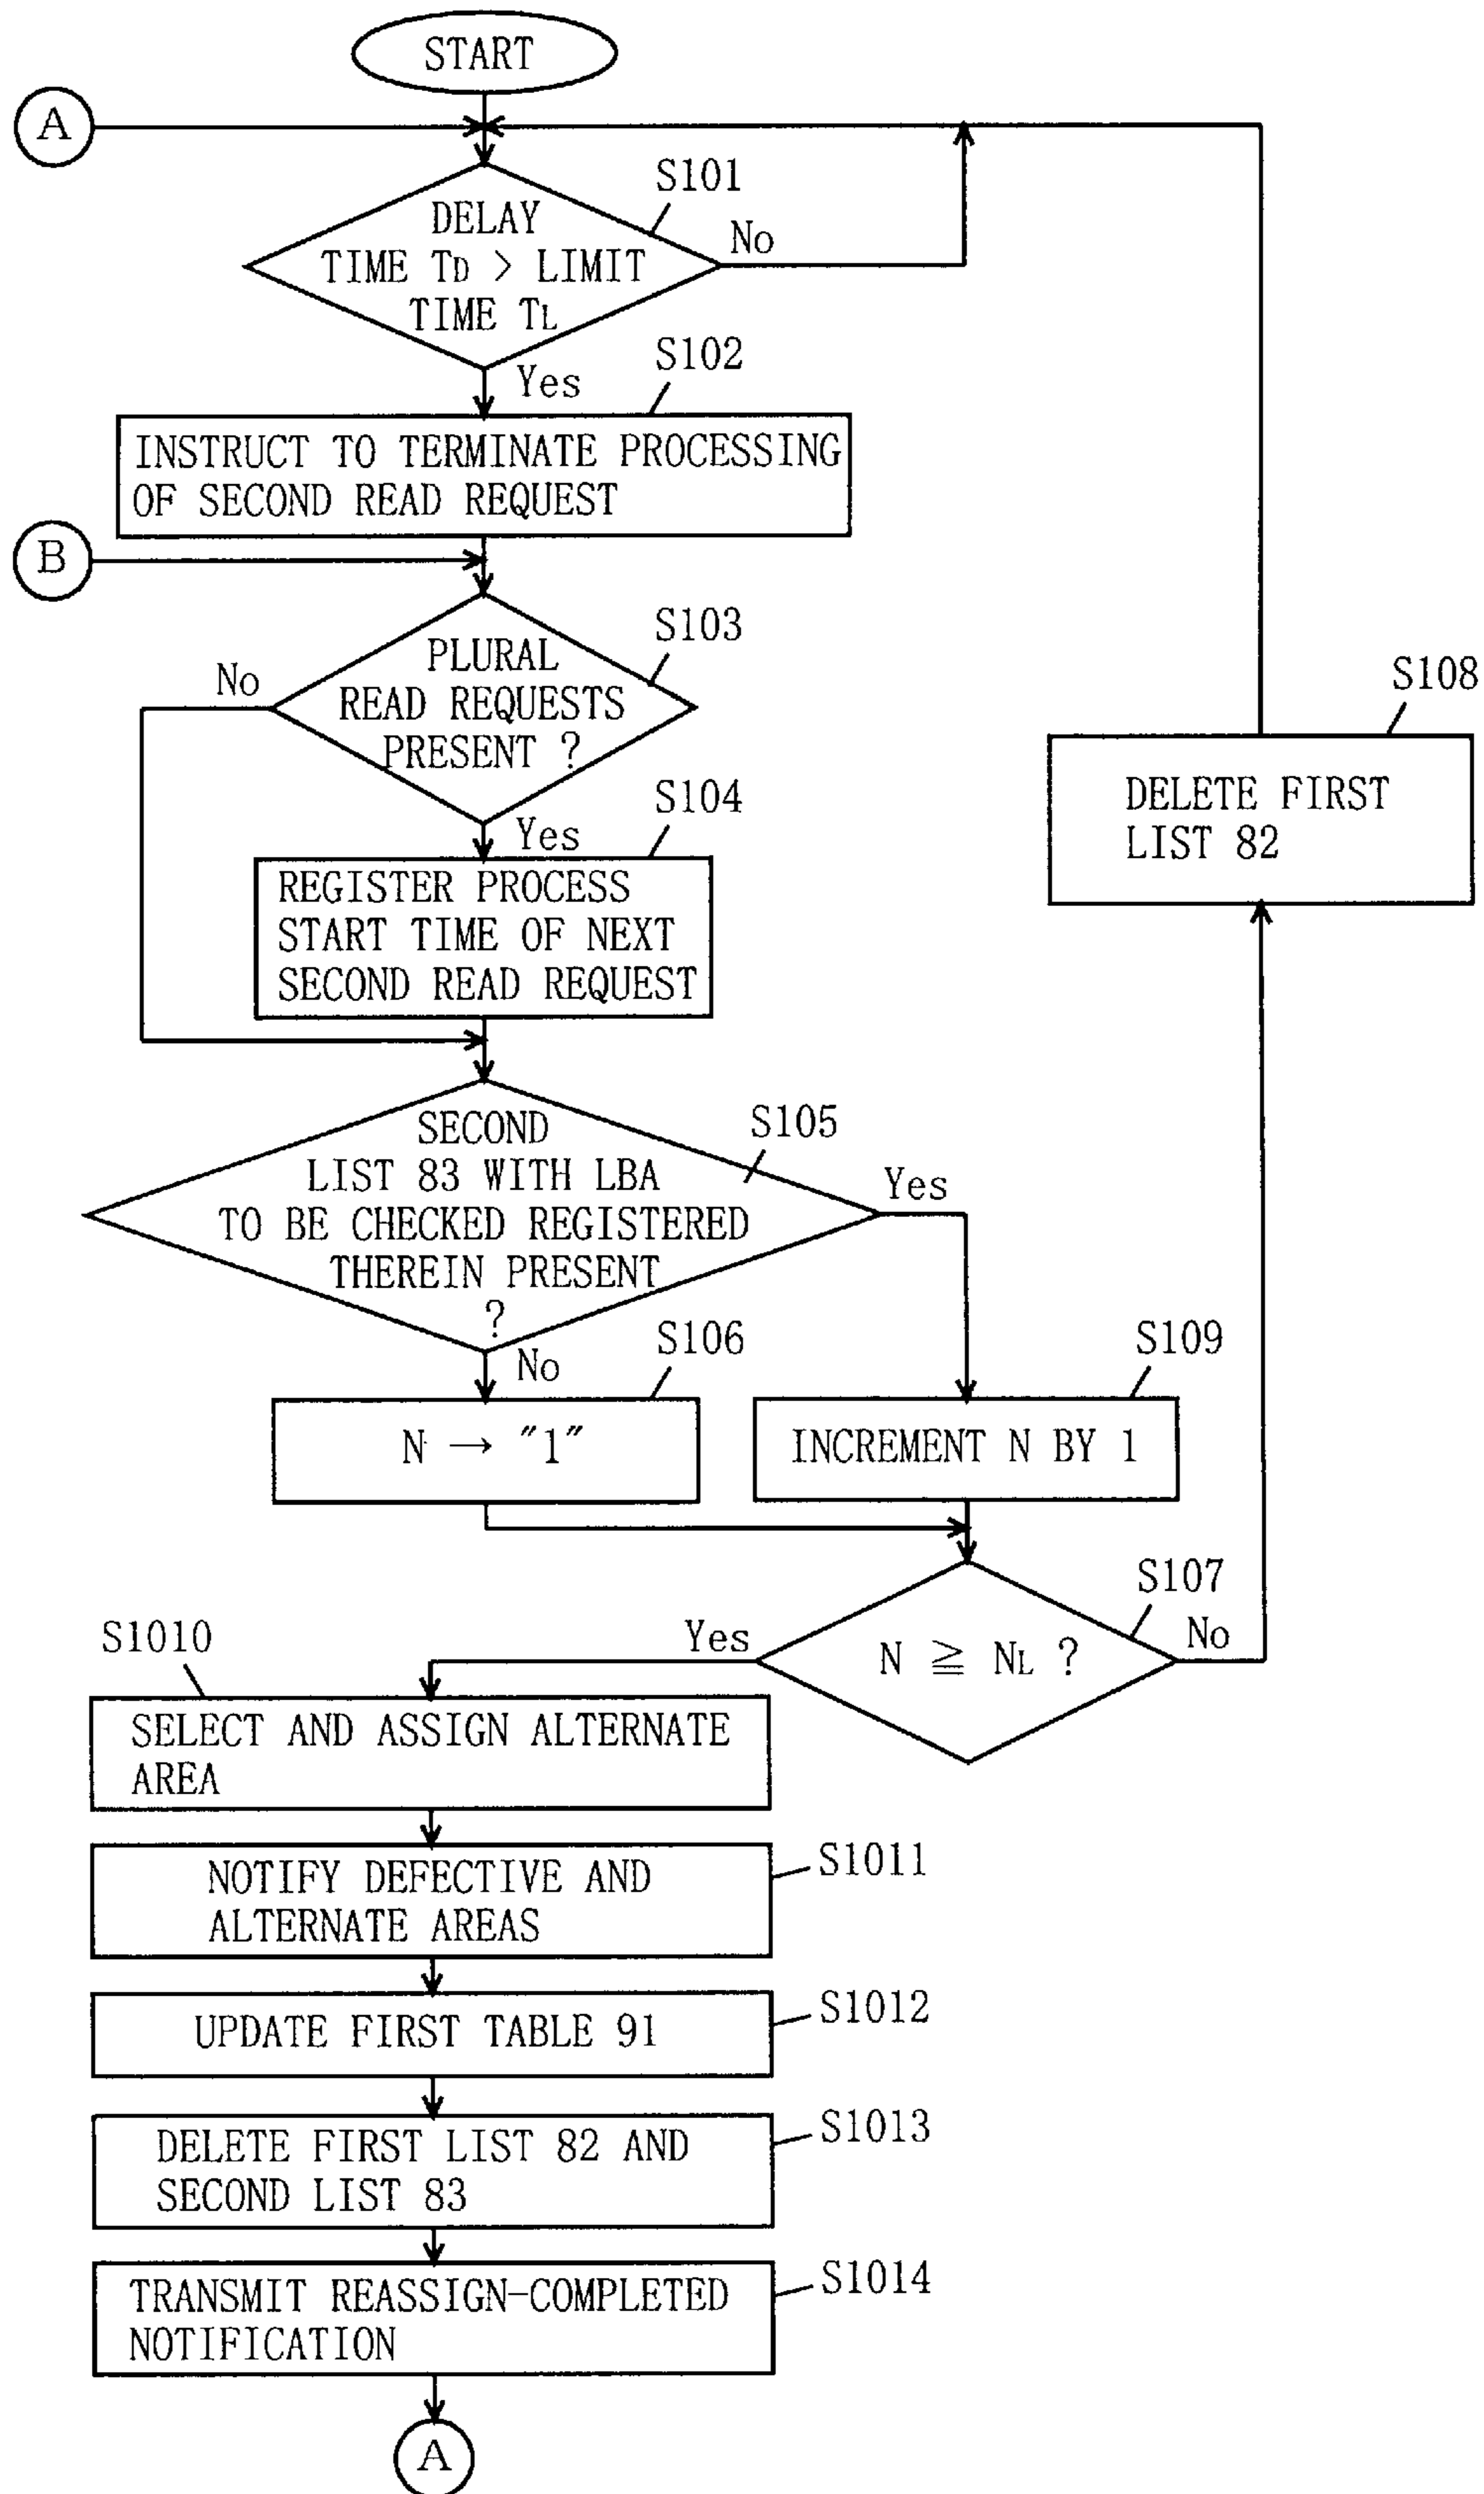 START
A
S101
DELAY
TIME TD > LIMIT
TIME TL
No
Yes
S102
INSTRUCT TO TERMINATE PROCESSING
OF SECOND READ REQUEST
B
S103
PLURAL
READ REQUESTS
PRESENT ?
No
Yes
S108
DELETE FIRST
LIST 82
S104
REGISTER PROCESS
START TIME OF NEXT
SECOND READ REQUEST
S105
SECOND
LIST 83 WITH LBA
TO BE CHECKED REGISTERED
THEREIN PRESENT
?
Yes
No
S106
N → "1"
S109
INCREMENT N BY 1
S107
N ≧ NL ?
Yes
No
S1010
SELECT AND ASSIGN ALTERNATE
AREA
S1011
NOTIFY DEFECTIVE AND
ALTERNATE AREAS
S1012
UPDATE FIRST TABLE 91
S1013
DELETE FIRST LIST 82 AND
SECOND LIST 83
S1014
TRANSMIT REASSIGN-COMPLETED
NOTIFICATION
A